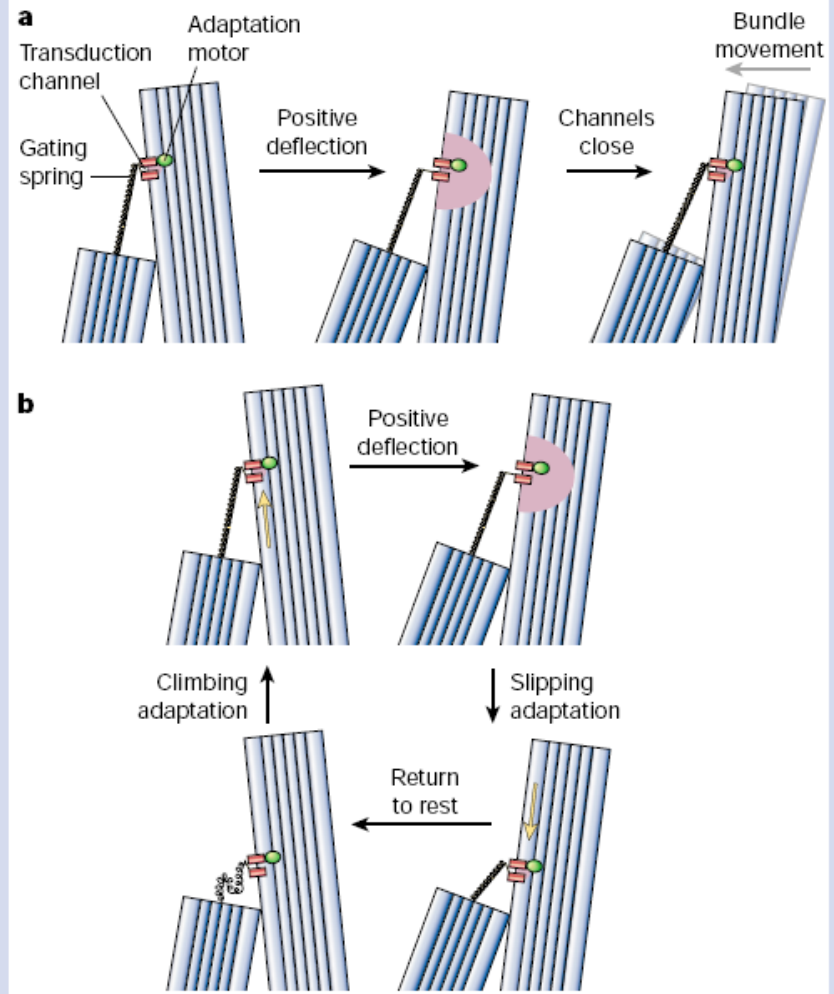 a
Adaptation
motor
Transduction
channel
Gating
spring
Positive
deflection
Channels
close
Bundle
movement
b
Positive
deflection
Climbing
adaptation
Slipping
adaptation
Return
to rest